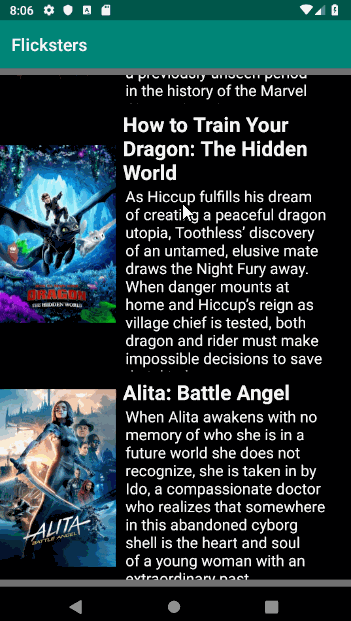 8:06
Flicksters
a previously unseen period
in the history of the Marvel
How to Train Your
Dragon: The Hidden
World
As Hiccup fulfills his dream
of creating a peaceful dragon
utopia, Toothless' discovery
of an untamed, elusive mate
draws the Night Fury away.
When danger mounts at
home and Hiccup's reign as
village chief is tested, both
dragon and rider must make
impossible decisions to save
DRAGON
THE HIDDEN WORLD
Alita: Battle Angel
When Alita awakens with no
memory of who she is in a
future world she does not
recognize, she is taken in by
Ido, a compassionate doctor
who realizes that somewhere
in this abandoned cyborg
shell is the heart and soul
of a young woman with an
extraordinary past.
ALITA
BATTLE ANGEL